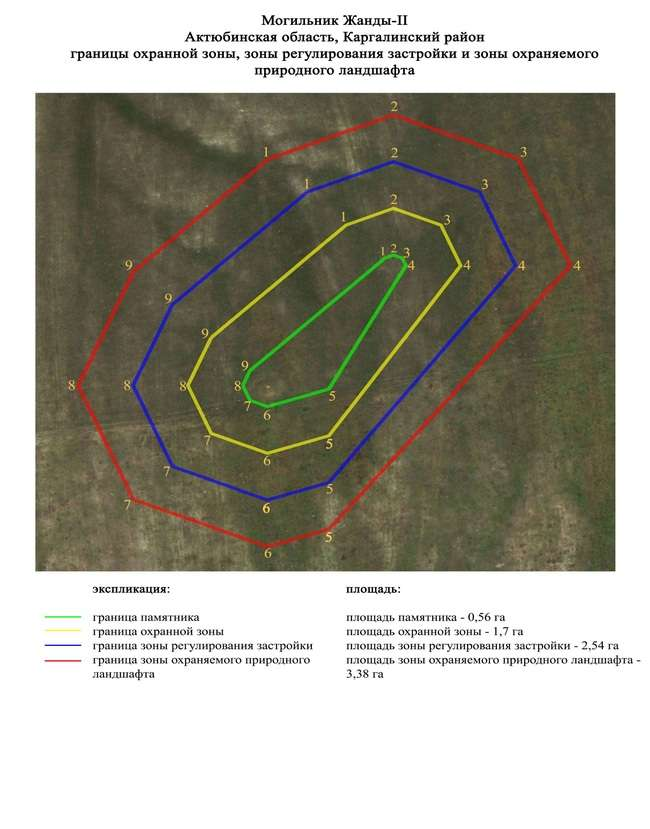 Могильник Жанды-II
Актюбинская область, Каргалинский район
границы охранной зоны, зоны регулирования застройки и зоны охраняемого
природного ландшафта
2
1
3
2
1
3
2
1
3
1 2 3
4
4
4
4
9
9
9
9
8
8
8
8
5
7
6
7
5
6
7
5
6
7
5
6
экспликация:
площадь:
граница памятника
площадь памятника - 0,56 га
граница охранной зоны
площадь охранной зоны - 1,7 га
граница зоны регулирования застройки
площадь зоны регулирования застройки - 2,54 га
граница зоны охраняемого природного
ландшафта
площадь зоны охраняемого природного ландшафта -
3,38 га